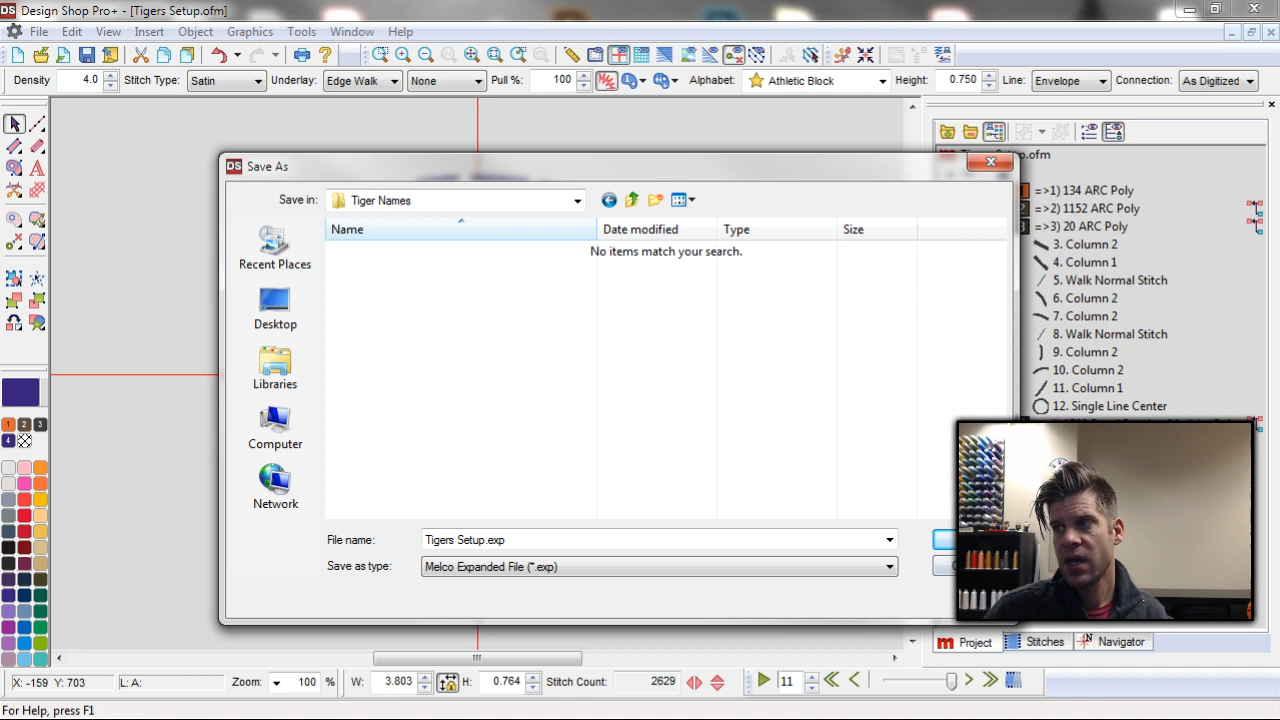 DS Design Shop Pro+ - [Tigers Setup.ofm]
File Edit View Insert Object Graphics Tools Window Help
Density 4.0 Stitch Type: Satin Underlay: Edge Walk None Pull % 100 Alphabet: Athletic Block Height: 0.750 Line: Envelope Connection: As Digitized
DS Save As
Save in: Tiger Names
Name Date modified Type Size
No items match your search.
Recent Places
Desktop
Libraries
Computer
Network
File name: Tigers Setup.exp
Save as type: Melco Expanded File (*.exp)
1 2 3
4
=>1) 134 ARC Poly
=>2) 1152 ARC Poly
=>3) 20 ARC Poly
3. Column 2
4. Column 1
5. Walk Normal Stitch
6. Column 2
7. Column 2
8. Walk Normal Stitch
9. Column 2
10. Column 2
11. Column 1
12. Single Line Center
Project Stitches Navigator
X: -159 Y: 703 L: A: Zoom: 100 % W: 3.803 H: 0.764 Stitch Count: 2629 11
For Help, press F1